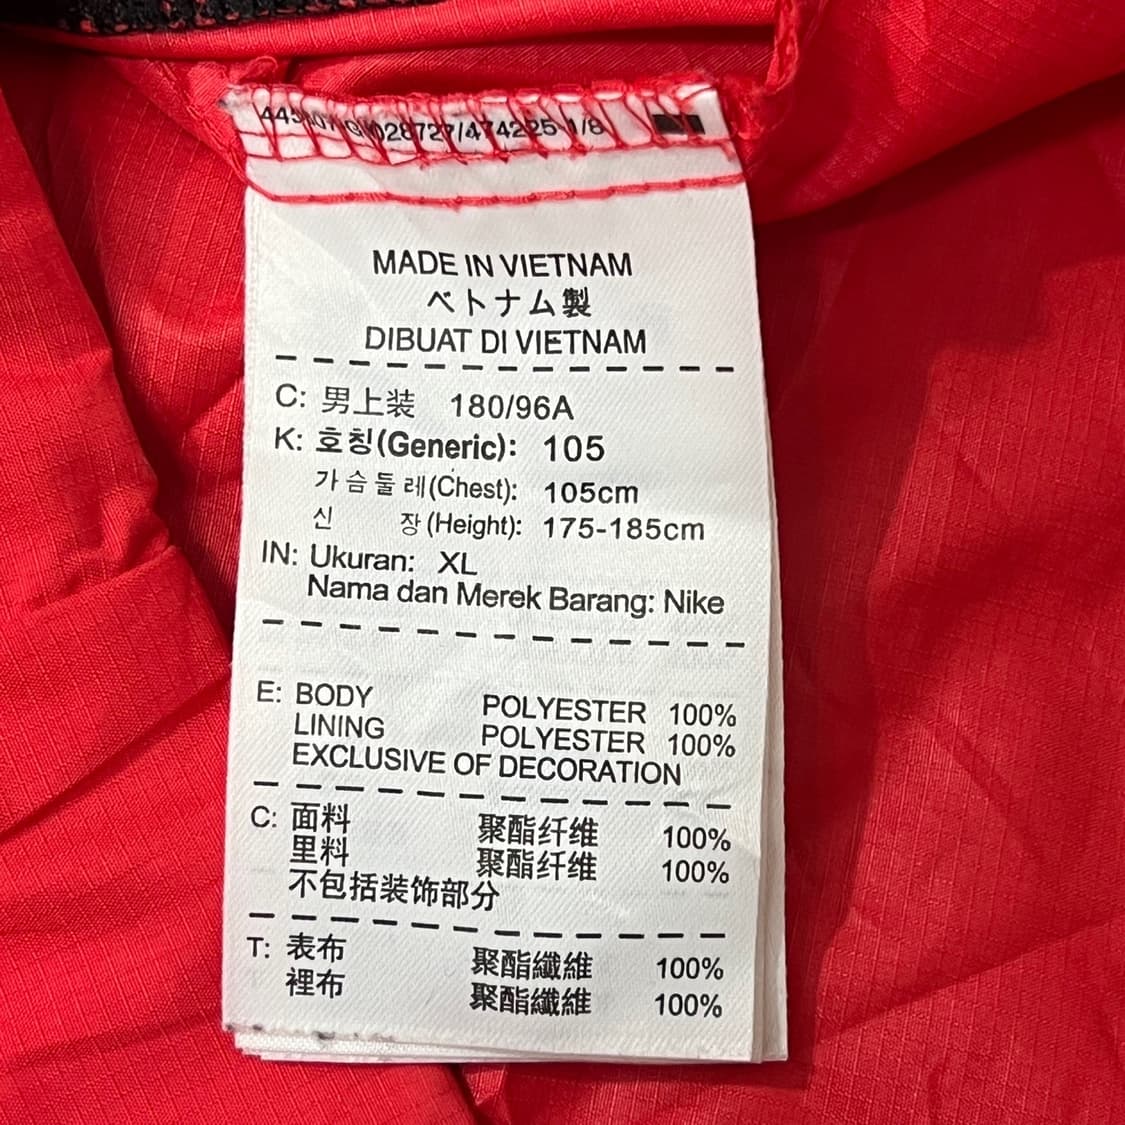 028727/474225 1/8
MADE IN VIETNAM
ベトナム製
DIBUAT DI VIETNAM
C: 男上装 180/96A
K: 호칭(Generic): 105
가슴둘레(Chest): 105cm
신 장(Height): 175-185cm
IN: Ukuran: XL
Nama dan Merek Barang: Nike
E: BODY POLYESTER 100%
LINING POLYESTER 100%
EXCLUSIVE OF DECORATION
C: 面料 聚酯纤维 100%
里料 聚酯纤维 100%
不包括装饰部分
T: 表布 聚酯纖維 100%
裡布 聚酯纖維 100%